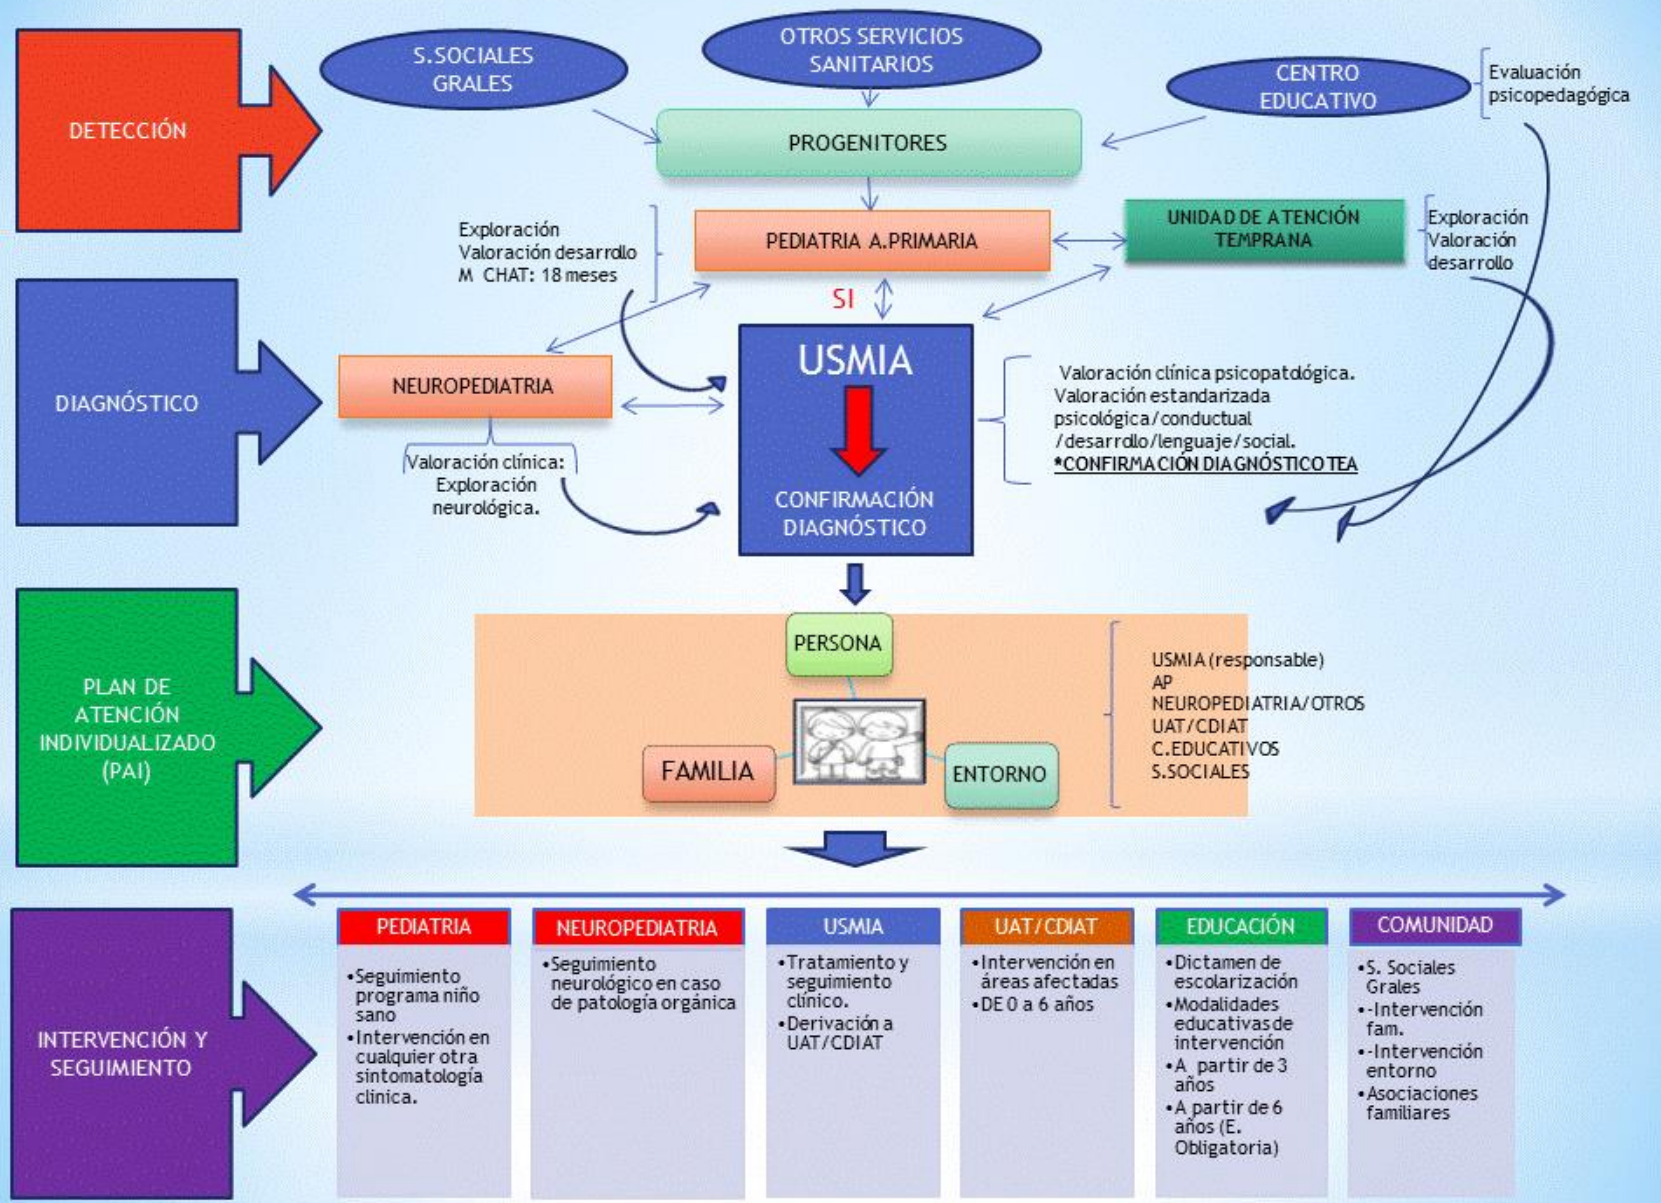 DETECCIÓN
S.SOCIALES
GRALES
OTROS SERVICIOS
SANITARIOS
CENTRO
EDUCATIVO
Evaluación
psicopedagógica
PROGENITORES
Exploración
Valoración desarrollo
M CHAT: 18 meses
PEDIATRIA A.PRIMARIA
UNIDAD DE ATENCIÓN
TEMPRANA
Exploración
Valoración
desarrollo
SI
DIAGNÓSTICO
NEUROPEDIATRIA
Valoración clínica:
Exploración
neurológica.
USMIA
CONFIRMACIÓN
DIAGNÓSTICO
Valoración clínica psicopatológica.
Valoración estandarizada
psicológica/conductual
/desarrollo/lenguaje/social.
*CONFIRMACIÓN DIAGNÓSTICO TEA
PLAN DE
ATENCIÓN
INDIVIDUALIZADO
(PAI)
PERSONA
FAMILIA
ENTORNO
USMIA (responsable)
AP
NEUROPEDIATRIA/OTROS
UAT/CDIAT
C.EDUCATIVOS
S.SOCIALES
INTERVENCIÓN Y
SEGUIMIENTO
PEDIATRIA
•Seguimiento
programa niño
sano
•Intervención en
cualquier otra
sintomatología
clinica.
NEUROPEDIATRIA
•Seguimiento
neurológico en caso
de patología orgánica
USMIA
•Tratamiento y
seguimiento
clínico.
•Derivación a
UAT/CDIAT
UAT/CDIAT
•Intervención en
áreas afectadas
•DE 0 a 6 años
EDUCACIÓN
•Dictamen de
escolarización
•Modalidades
educativas de
intervención
•A partir de 3
años
•A partir de 6
años (E.
Obligatoria)
COMUNIDAD
•S. Sociales
Grales
•-Intervención
fam.
•-Intervención
entorno
•Asociaciones
familiares